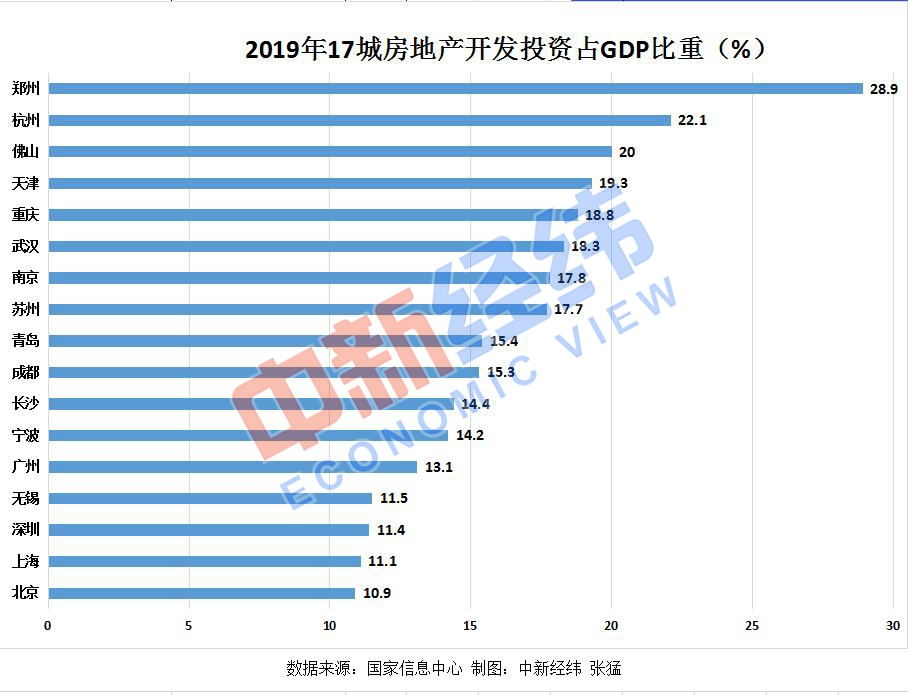 2019年17城房地产开发投资占GDP比重（%）
郑州 28.9
杭州 22.1
佛山 20
天津 19.3
重庆 18.8
武汉 18.3
南京 17.8
苏州 17.7
青岛 15.4
成都 15.3
长沙 14.4
宁波 14.2
广州 13.1
无锡 11.5
深圳 11.4
上海 11.1
北京 10.9
0 5 10 15 20 25 30
中新经纬
ECONOMIC VIEW
数据来源：国家信息中心 制图：中新经纬 张猛